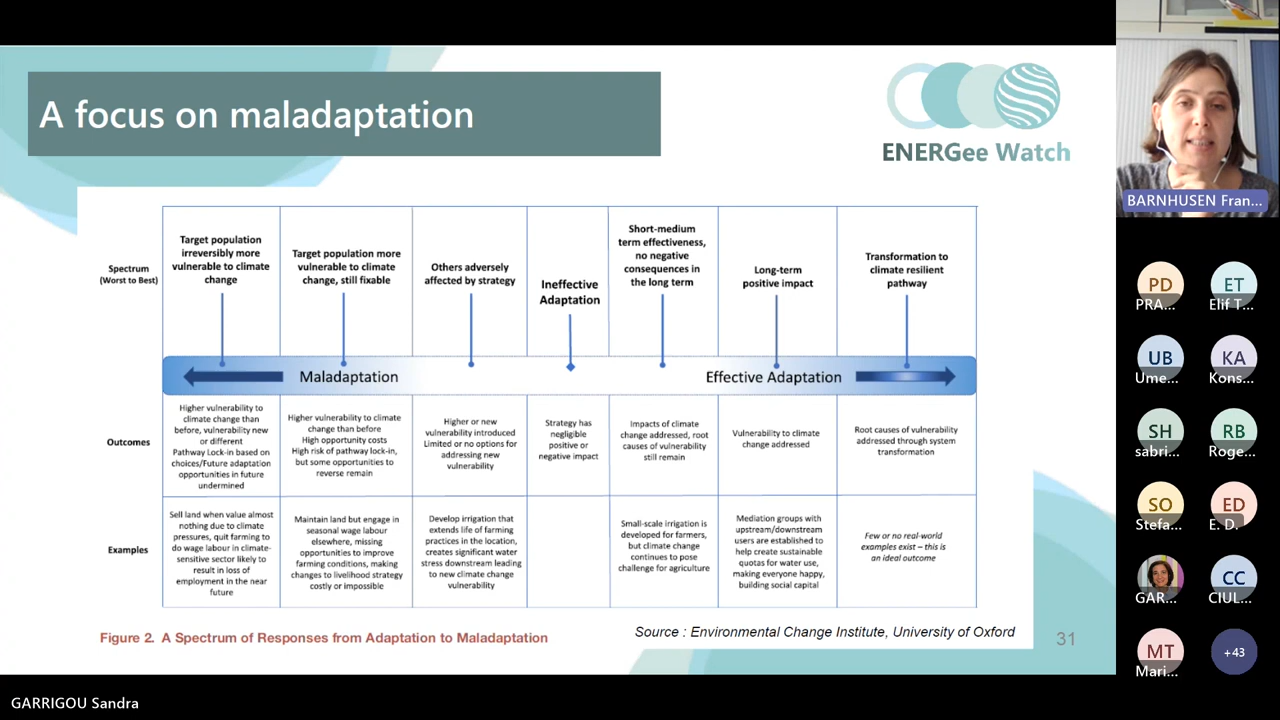 A focus on maladaptation
ENERGee Watch
BARNHUSEN Fran...
Spectrum
(Worst to Best)
Target population
irreversibly more
vulnerable to climate
change
Target population more
vulnerable to climate
change, still fixable
Others adversely
affected by strategy
Ineffective
Adaptation
Short-medium
term effectiveness,
no negative
consequences in
the long term
Long-term
positive impact
Transformation to
climate resilient
pathway
Maladaptation
Effective Adaptation
Outcomes
Higher vulnerability to
climate change than
before, vulnerability new
or different
Pathway Lock-in based on
choices/Future adaptation
opportunities in future
undermined
Higher vulnerability to climate
change than before
High opportunity costs
High risk of pathway lock-in,
but some opportunities to
reverse remain
Higher or new
vulnerability introduced
Limited or no options for
addressing new
vulnerability
Strategy has
negligible
positive or
negative impact
Impacts of climate
change addressed, root
causes of vulnerability
still remain
Vulnerability to climate
change addressed
Root causes of vulnerability
addressed through system
transformation
Examples
Sell land when value almost
nothing due to climate
pressures, quit farming to
do wage labour in climate-
sensitive sector likely to
result in loss of
employment in the near
future
Maintain land but engage in
seasonal wage labour
elsewhere, missing
opportunities to improve
farming conditions, making
changes to livelihood strategy
costly or impossible
Develop irrigation that
extends life of farming
practices in the location,
creates significant water
stress downstream leading
to new climate change
vulnerability
Small-scale irrigation is
developed for farmers,
but climate change
continues to pose
challenge for agriculture
Mediation groups with
upstream/downstream
users are established to
help create sustainable
quotas for water use,
making everyone happy,
building social capital
Few or no real-world
examples exist – this is
an ideal outcome
Figure 2. A Spectrum of Responses from Adaptation to Maladaptation
Source : Environmental Change Institute, University of Oxford
31
PD
PRA...
ET
Elif T...
UB
Ume...
KA
Kons...
SH
sabri...
RB
Roge...
SO
Stefa...
ED
E. D.
GAR...
CC
CIUL...
MT
Mari...
+43
GARRIGOU Sandra